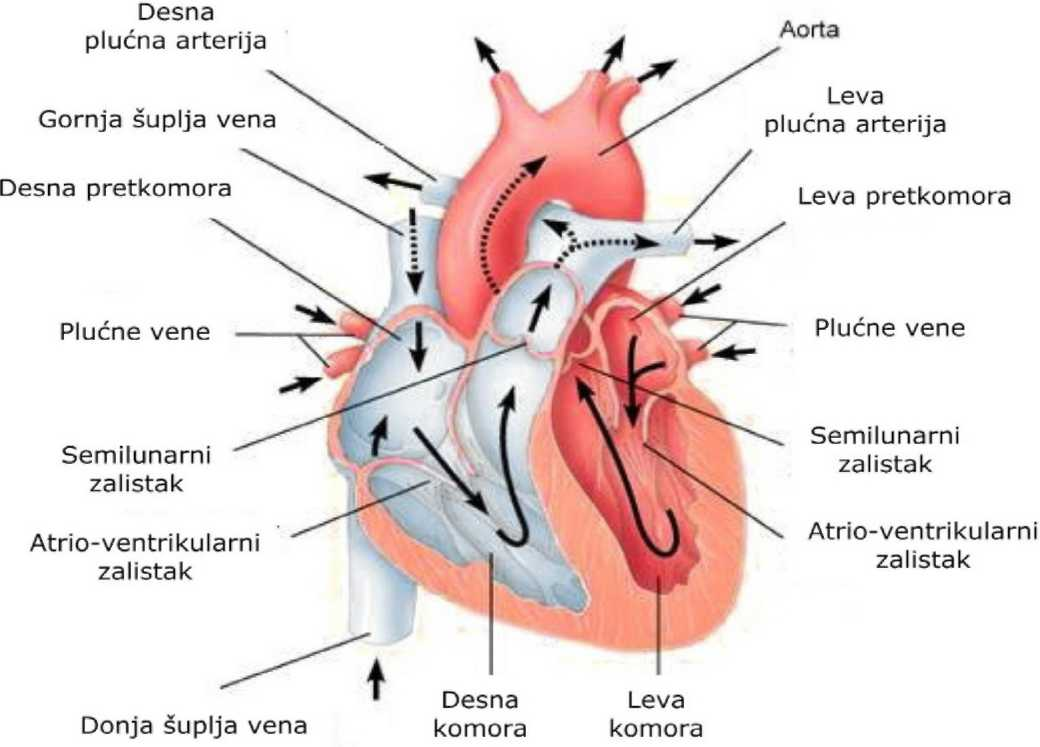 Desna
plućna arterija
Gornja šuplja vena
Desna pretkomora
Plućne vene
Semilunarni
zalistak
Atrio-ventrikularni
zalistak
Donja šuplja vena
Desna
komora
Leva
komora
Aorta
Leva
plućna arterija
Leva pretkomora
Plućne vene
Semilunarni
zalistak
Atrio-ventrikularni
zalistak